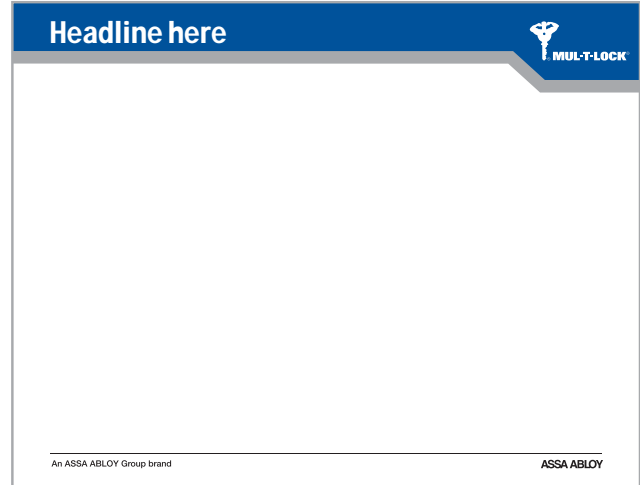 Headline here
MUL-T-LOCK®
An ASSA ABLOY Group brand
ASSA ABLOY